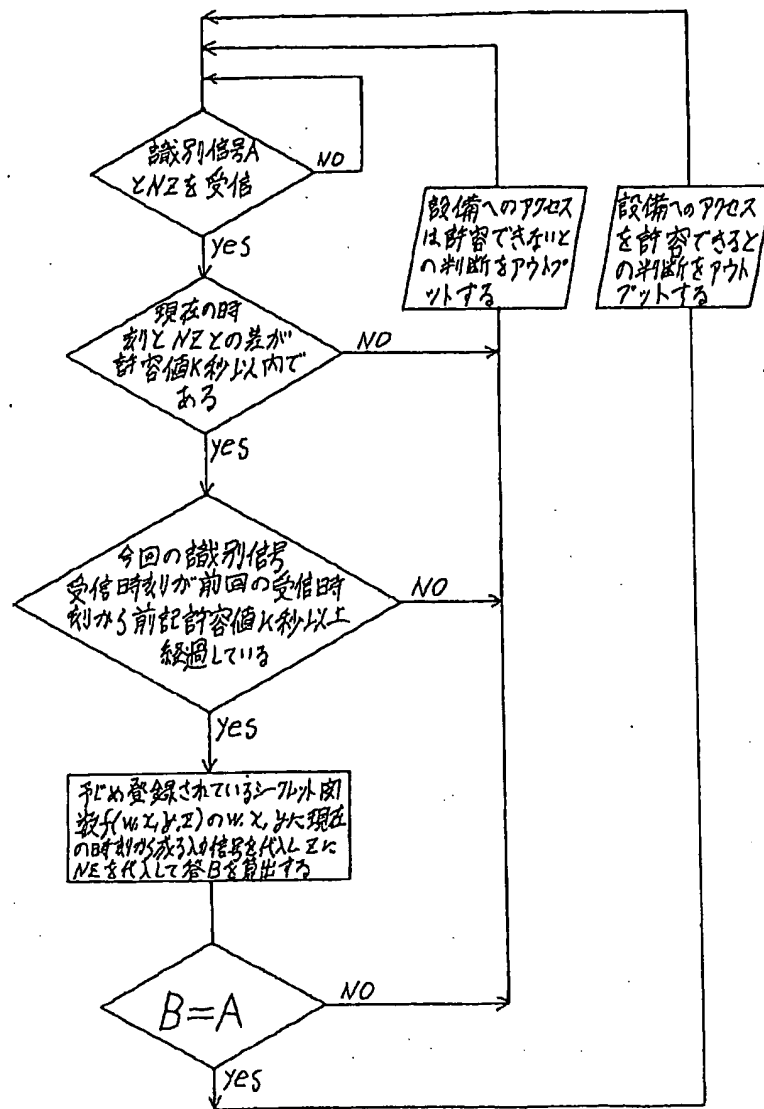 識別信号A
とNZを受信
NO
yes
設備へのアクセス
は許容できないと
の判断をアウトプ
ットする
設備へのアクセス
を許容できると
の判断をアウト
プットする
現在の時
刻とNZとの差が
許容値K秒以内で
ある
NO
yes
今回の識別信号
受信時刻が前回の受信時
刻から前記許容値K秒以上
経過している
NO
yes
予じめ登録されているシークレット関
数f(w,x,y,z)のw,x,yに現在
の時刻から成る入力信号を代入しzに
NEを代入して答Bを算出する
B=A
NO
yes